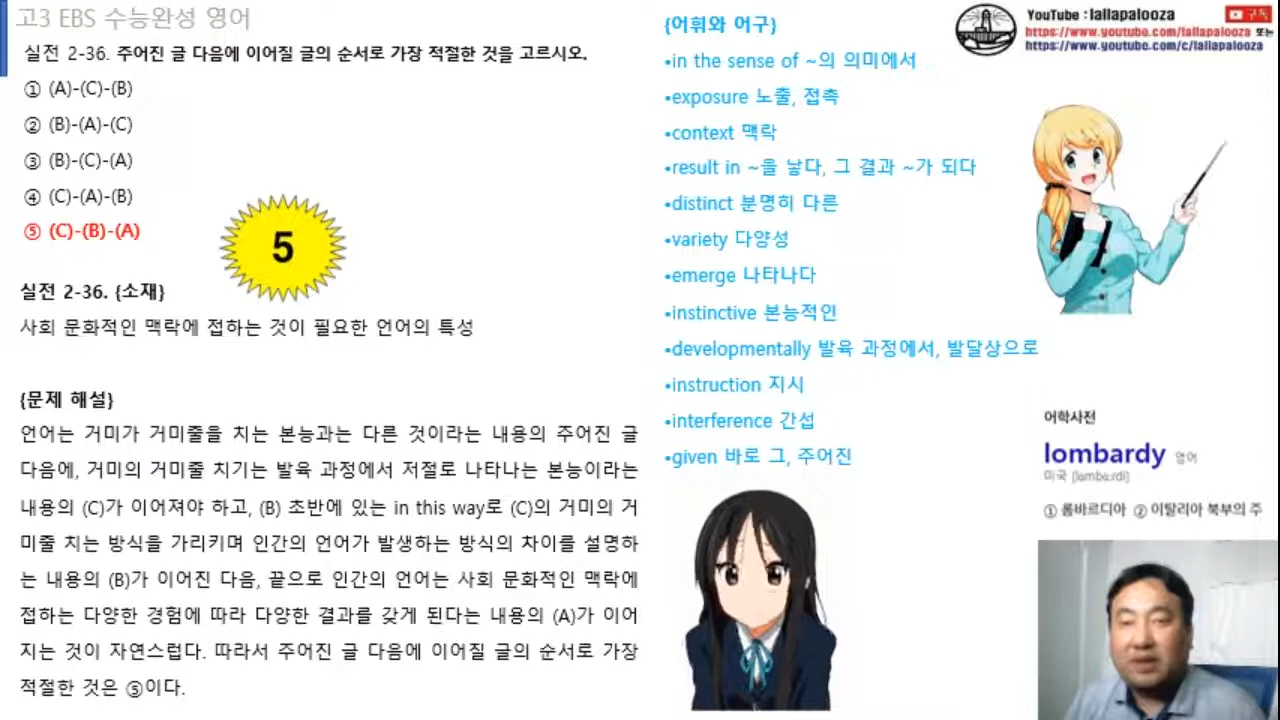 고3 EBS 수능완성 영어
실전 2-36. 주어진 글 다음에 이어질 글의 순서로 가장 적절한 것을 고르시오.
① (A)-(C)-(B)
② (B)-(A)-(C)
③ (B)-(C)-(A)
④ (C)-(A)-(B)
⑤ (C)-(B)-(A)
5
실전 2-36. {소재}
사회 문화적인 맥락에 접하는 것이 필요한 언어의 특성
{문제 해설}
언어는 거미가 거미줄을 치는 본능과는 다른 것이라는 내용의 주어진 글
다음에, 거미의 거미줄 치기는 발육 과정에서 저절로 나타나는 본능이라는
내용의 (C)가 이어져야 하고, (B) 초반에 있는 in this way로 (C)의 거미의 거
미줄 치는 방식을 가리키며 인간의 언어가 발생하는 방식의 차이를 설명하
는 내용의 (B)가 이어진 다음, 끝으로 인간의 언어는 사회 문화적인 맥락에
접하는 다양한 경험에 따라 다양한 결과를 갖게 된다는 내용의 (A)가 이어
지는 것이 자연스럽다. 따라서 주어진 글 다음에 이어질 글의 순서로 가장
적절한 것은 ⑤이다.
{어휘와 어구}
•in the sense of ~의 의미에서
•exposure 노출, 접촉
•context 맥락
•result in ~을 낳다, 그 결과 ~가 되다
•distinct 분명히 다른
•variety 다양성
•emerge 나타나다
•instinctive 본능적인
•developmentally 발육 과정에서, 발달상으로
•instruction 지시
•interference 간섭
•given 바로 그, 주어진
YouTube : lallapalooza 구독
https://www.youtube.com/lallapalooza 또는
https://www.youtube.com/c/lallapalooza
어학사전
lombardy 영어
미국 [lάmbɑ:rdi]
① 롬바르디아 ② 이탈리아 북부의 주